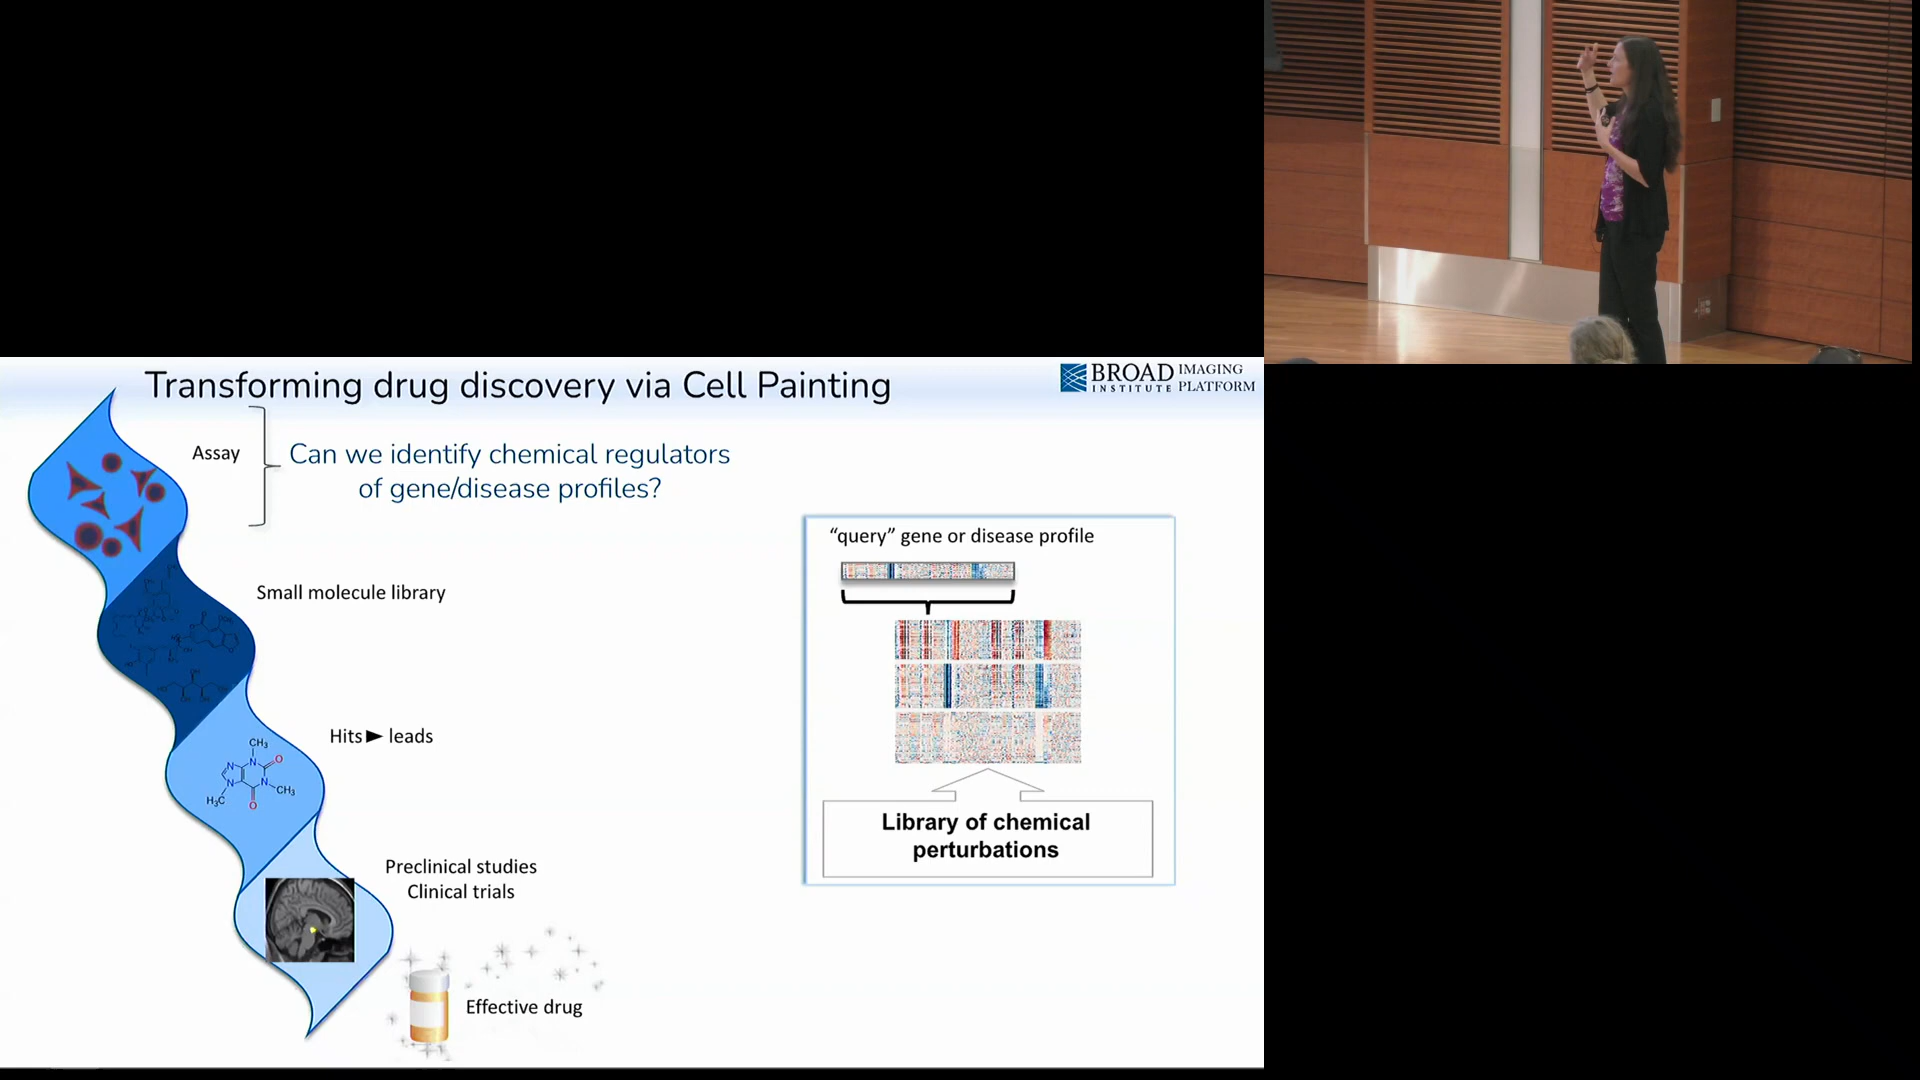 Transforming drug discovery via Cell Painting
BROAD
INSTITUTE
IMAGING
PLATFORM
Assay
Can we identify chemical regulators
of gene/disease profiles?
"query" gene or disease profile
Small molecule library
Hits► leads
CH₃
N
O
N
N
N
CH₃
H₃C
O
Library of chemical
perturbations
Preclinical studies
Clinical trials
Effective drug